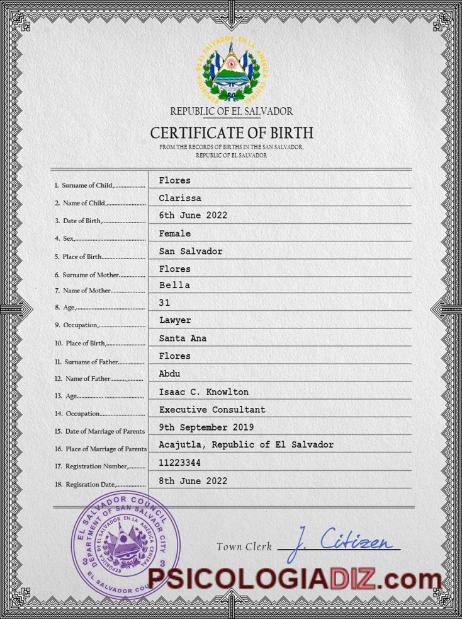 REPUBLIC OF EL SALVADOR
CERTIFICATE OF BIRTH
FROM THE RECORDS OF BIRTHS IN THE SAN SALVADOR,
REPUBLIC OF EL SALVADOR
1. Surname of Child, Flores
2. Name of Child, Clarissa
3. Date of Birth, 6th June 2022
4. Sex, Female
5. Place of Birth San Salvador
6. Surname of Mother Flores
7. Name of Mother Bella
8. Age, 31
9. Occupation, Lawyer
10. Place of Birth, Santa Ana
11. Surname of Father Flores
12. Name of Father Abdu
13. Age Isaac C. Knowlton
14. Occupation, Executive Consultant
15. Date of Marriage of Parents 9th September 2019
16. Place of Marriage of Parents Acajutla, Republic of El Salvador
17. Registration Number, 11223344
18. Regisration Date, 8th June 2022
EL SALVADOR COUNCIL
DEPARTMENT OF SAN SALVADOR CITY
Town Clerk J. Citizen
PSICOLOGIADIZ.com